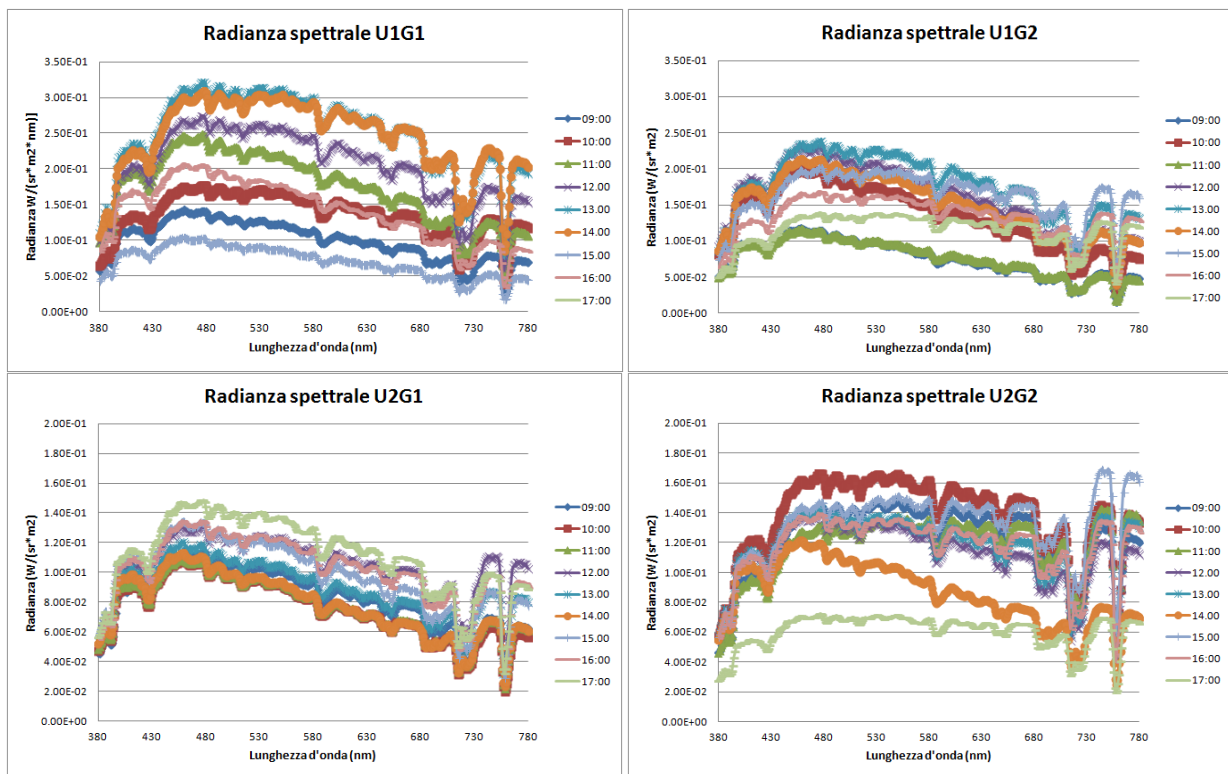 Radianza spettrale U1G1
Radianza W/(sr* m2* nm)]
3.50E-01
3.00E-01
2.50E-01
2.00E-01
1.50E-01
1.00E-01
5.00E-02
0.00E+00
380 430 480 530 580 630 680 730 780
Lunghezza d'onda (nm)
09:00
10:00
11:00
12.00
13.00
14.00
15.00
16:00
17:00
Radianza spettrale U1G2
Radianza [W/(sr* m2)
3.50E-01
3.00E-01
2.50E-01
2.00E-01
1.50E-01
1.00E-01
5.00E-02
0.00E+00
380 430 480 530 580 630 680 730 780
Lunghezza d'onda (nm)
09:00
10:00
11:00
12.00
13.00
14.00
15.00
16:00
17:00
Radianza spettrale U2G1
Radianza [W/(sr* m2)
2.00E-01
1.80E-01
1.60E-01
1.40E-01
1.20E-01
1.00E-01
8.00E-02
6.00E-02
4.00E-02
2.00E-02
0.00E+00
380 430 480 530 580 630 680 730 780
Lunghezza d'onda (nm)
09:00
10:00
11:00
12.00
13:00
14:00
15.00
16:00
17:00
Radianza spettrale U2G2
Radianza [W/(sr* m2)
2.00E-01
1.80E-01
1.60E-01
1.40E-01
1.20E-01
1.00E-01
8.00E-02
6.00E-02
4.00E-02
2.00E-02
0.00E+00
380 430 480 530 580 630 680 730 780
Lunghezza d'onda (nm)
09:00
10:00
11:00
12.00
13:00
14:00
15.00
16:00
17:00